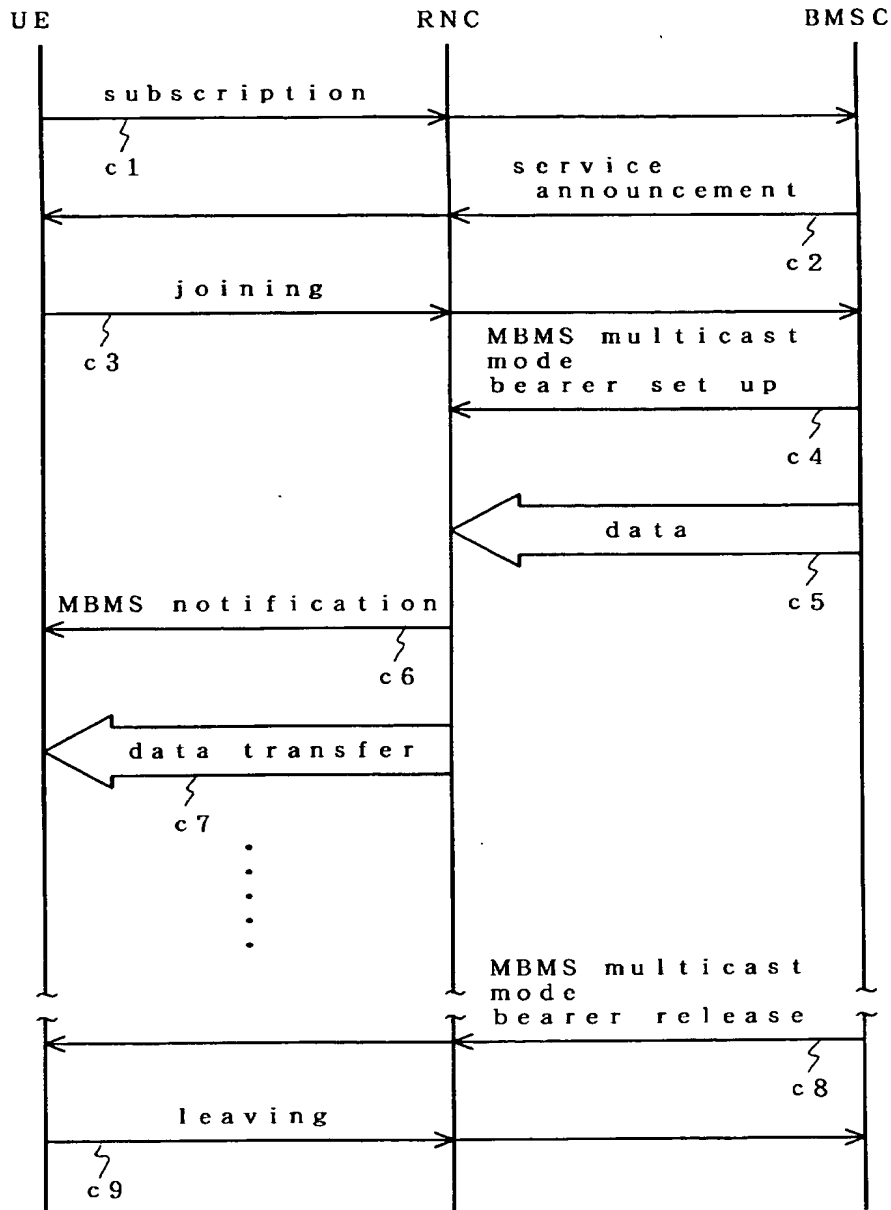 UE RNC BMSC
subscription
c1
service
announcement
c2
joining
c3
MBMS multicast
mode
bearer set up
c4
data
c5
MBMS notification
c6
data transfer
c7
MBMS multicast
mode
bearer release
c8
leaving
c9